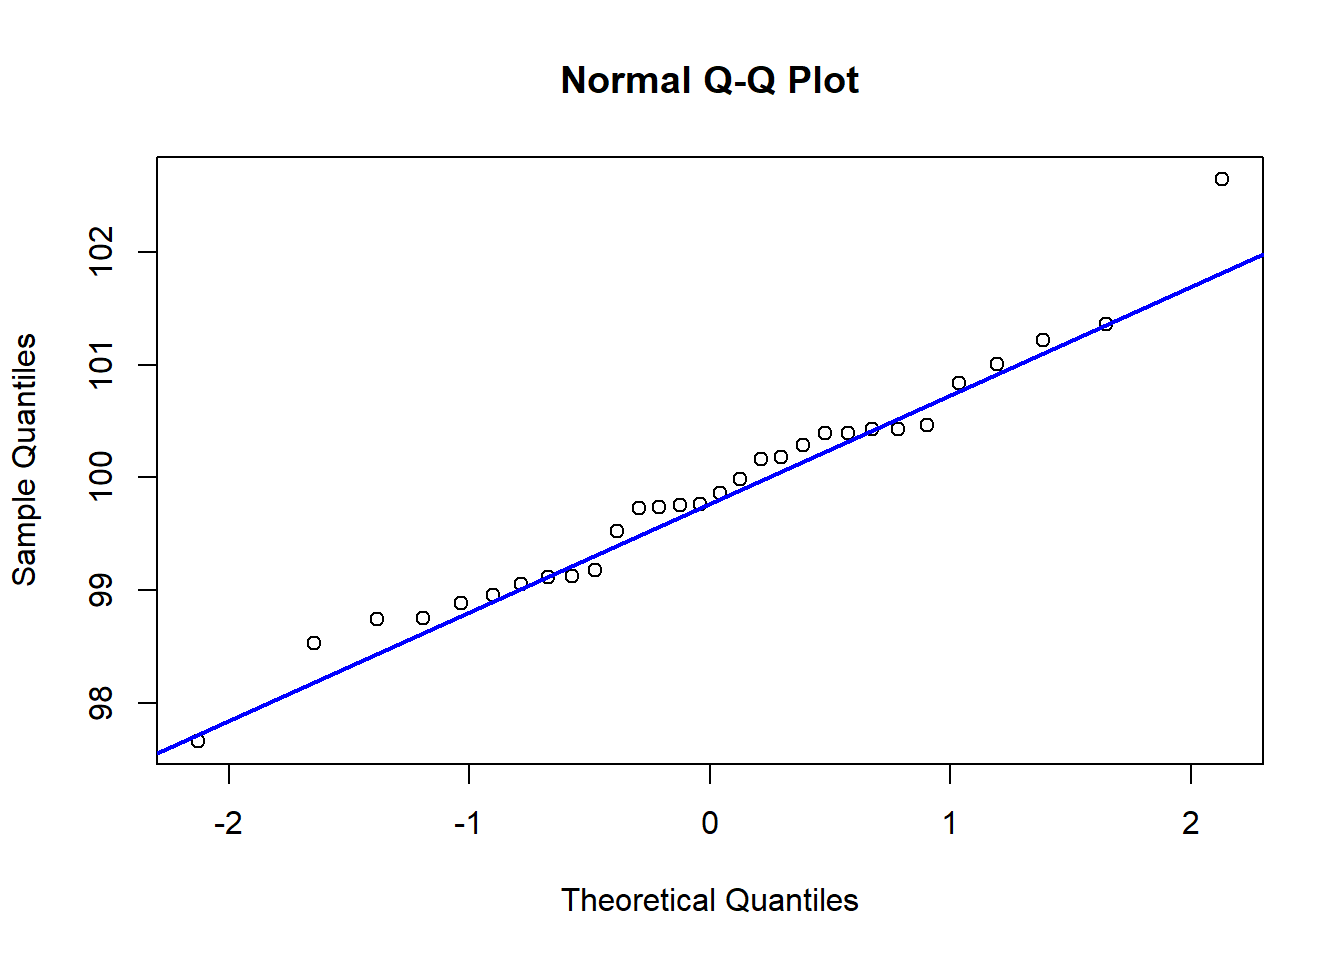 Normal Q-Q Plot
102
101
100
99
98
Sample Quantiles
-2 -1 0 1 2
Theoretical Quantiles